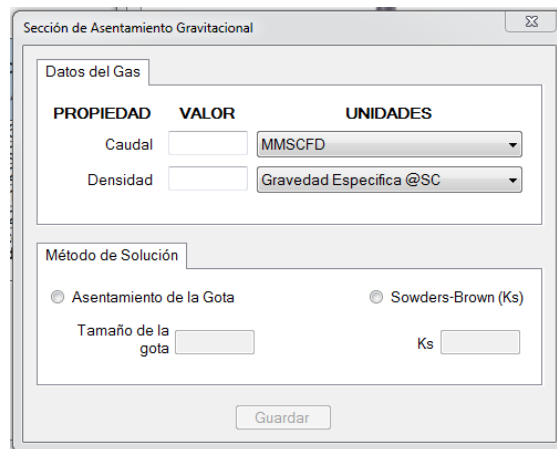 Sección de Asentamiento Gravitacional
Datos del Gas
PROPIEDAD VALOR UNIDADES
Caudal MMSCFD
Densidad Gravedad Especifica @SC
Método de Solución
Asentamiento de la Gota Sowders-Brown (Ks)
Tamaño de la
gota Ks
Guardar